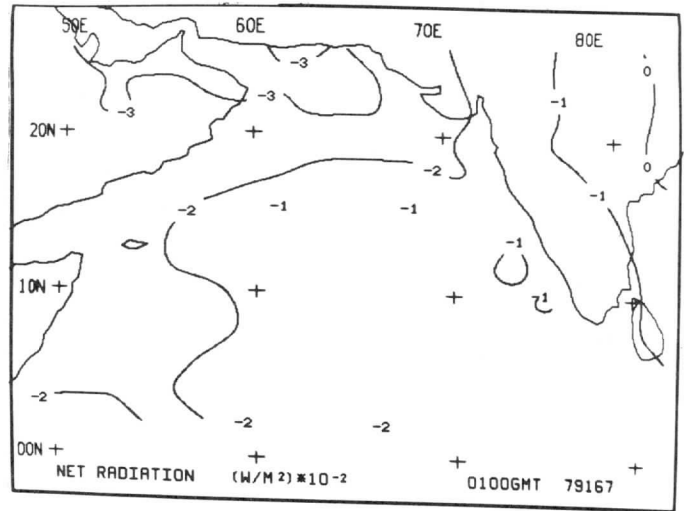 50E 60E 70E 80E
-3 0
-3 -3 -1
20N 0
-2
-2 -1 -1 -1
-1
10N
-1
-2 -2 -2
00N
NET RADIATION (W/M²)*10⁻² 0100GMT 79167